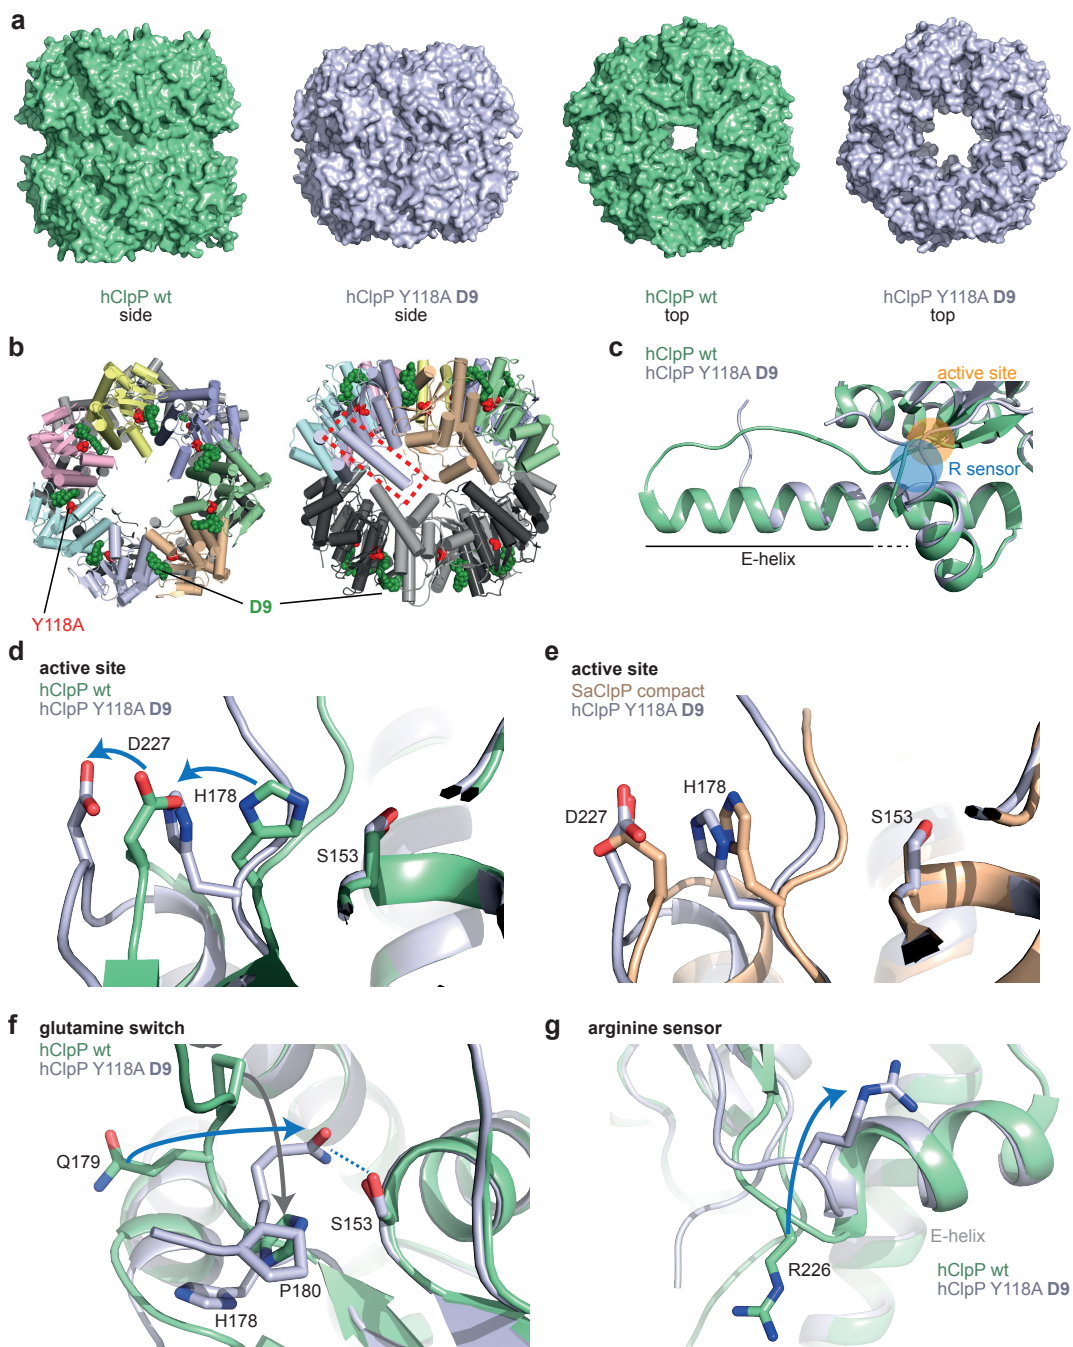 a
hClpP wt
side
hClpP Y118A D9
side
hClpP wt
top
hClpP Y118A D9
top
b
Y118A
D9
c
hClpP wt
hClpP Y118A D9
active site
R sensor
E-helix
d
active site
hClpP wt
hClpP Y118A D9
D227
H178
S153
e
active site
SaClpP compact
hClpP Y118A D9
D227
H178
S153
f
glutamine switch
hClpP wt
hClpP Y118A D9
Q179
S153
P180
H178
g
arginine sensor
E-helix
R226
hClpP wt
hClpP Y118A D9